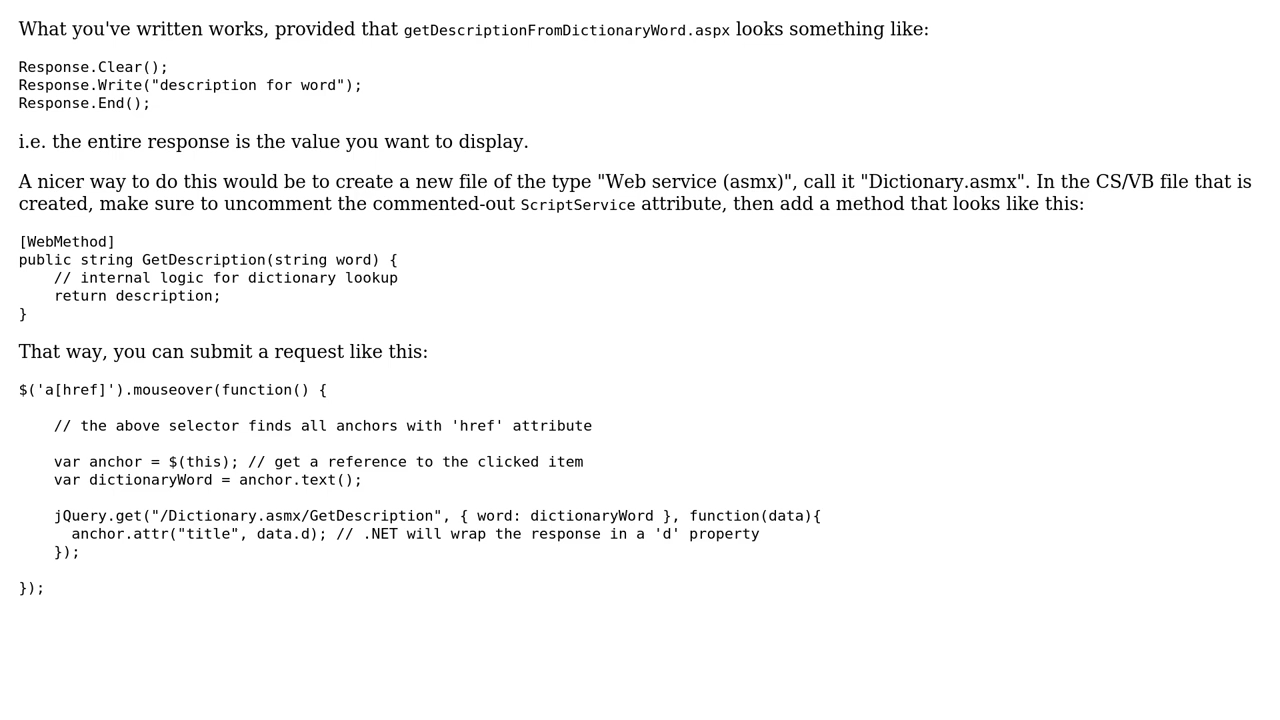 What you've written works, provided that getDescriptionFromDictionaryWord.aspx looks something like:
Response.Clear();
Response.Write("description for word");
Response.End();
i.e. the entire response is the value you want to display.
A nicer way to do this would be to create a new file of the type "Web service (asmx)", call it "Dictionary.asmx". In the CS/VB file that is
created, make sure to uncomment the commented-out ScriptService attribute, then add a method that looks like this:
[WebMethod]
public string GetDescription(string word) {
    // internal logic for dictionary lookup
    return description;
}
That way, you can submit a request like this:
$('a[href]').mouseover(function() {
    // the above selector finds all anchors with 'href' attribute
    var anchor = $(this); // get a reference to the clicked item
    var dictionaryWord = anchor.text();
    jQuery.get("/Dictionary.asmx/GetDescription", { word: dictionaryWord }, function(data){
      anchor.attr("title", data.d); // .NET will wrap the response in a 'd' property
    });
});